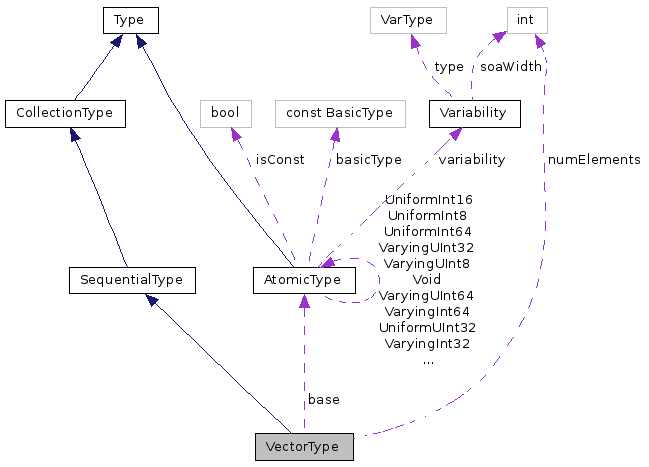 Type
VarType
int
type
soaWidth
CollectionType
bool
const BasicType
Variability
isConst
basicType
variability
numElements
UniformInt16
UniformInt8
UniformInt64
VaryingUInt32
VaryingUInt8
Void
VaryingUInt64
VaryingInt64
UniformUInt32
VaryingInt32
...
SequentialType
AtomicType
base
VectorType